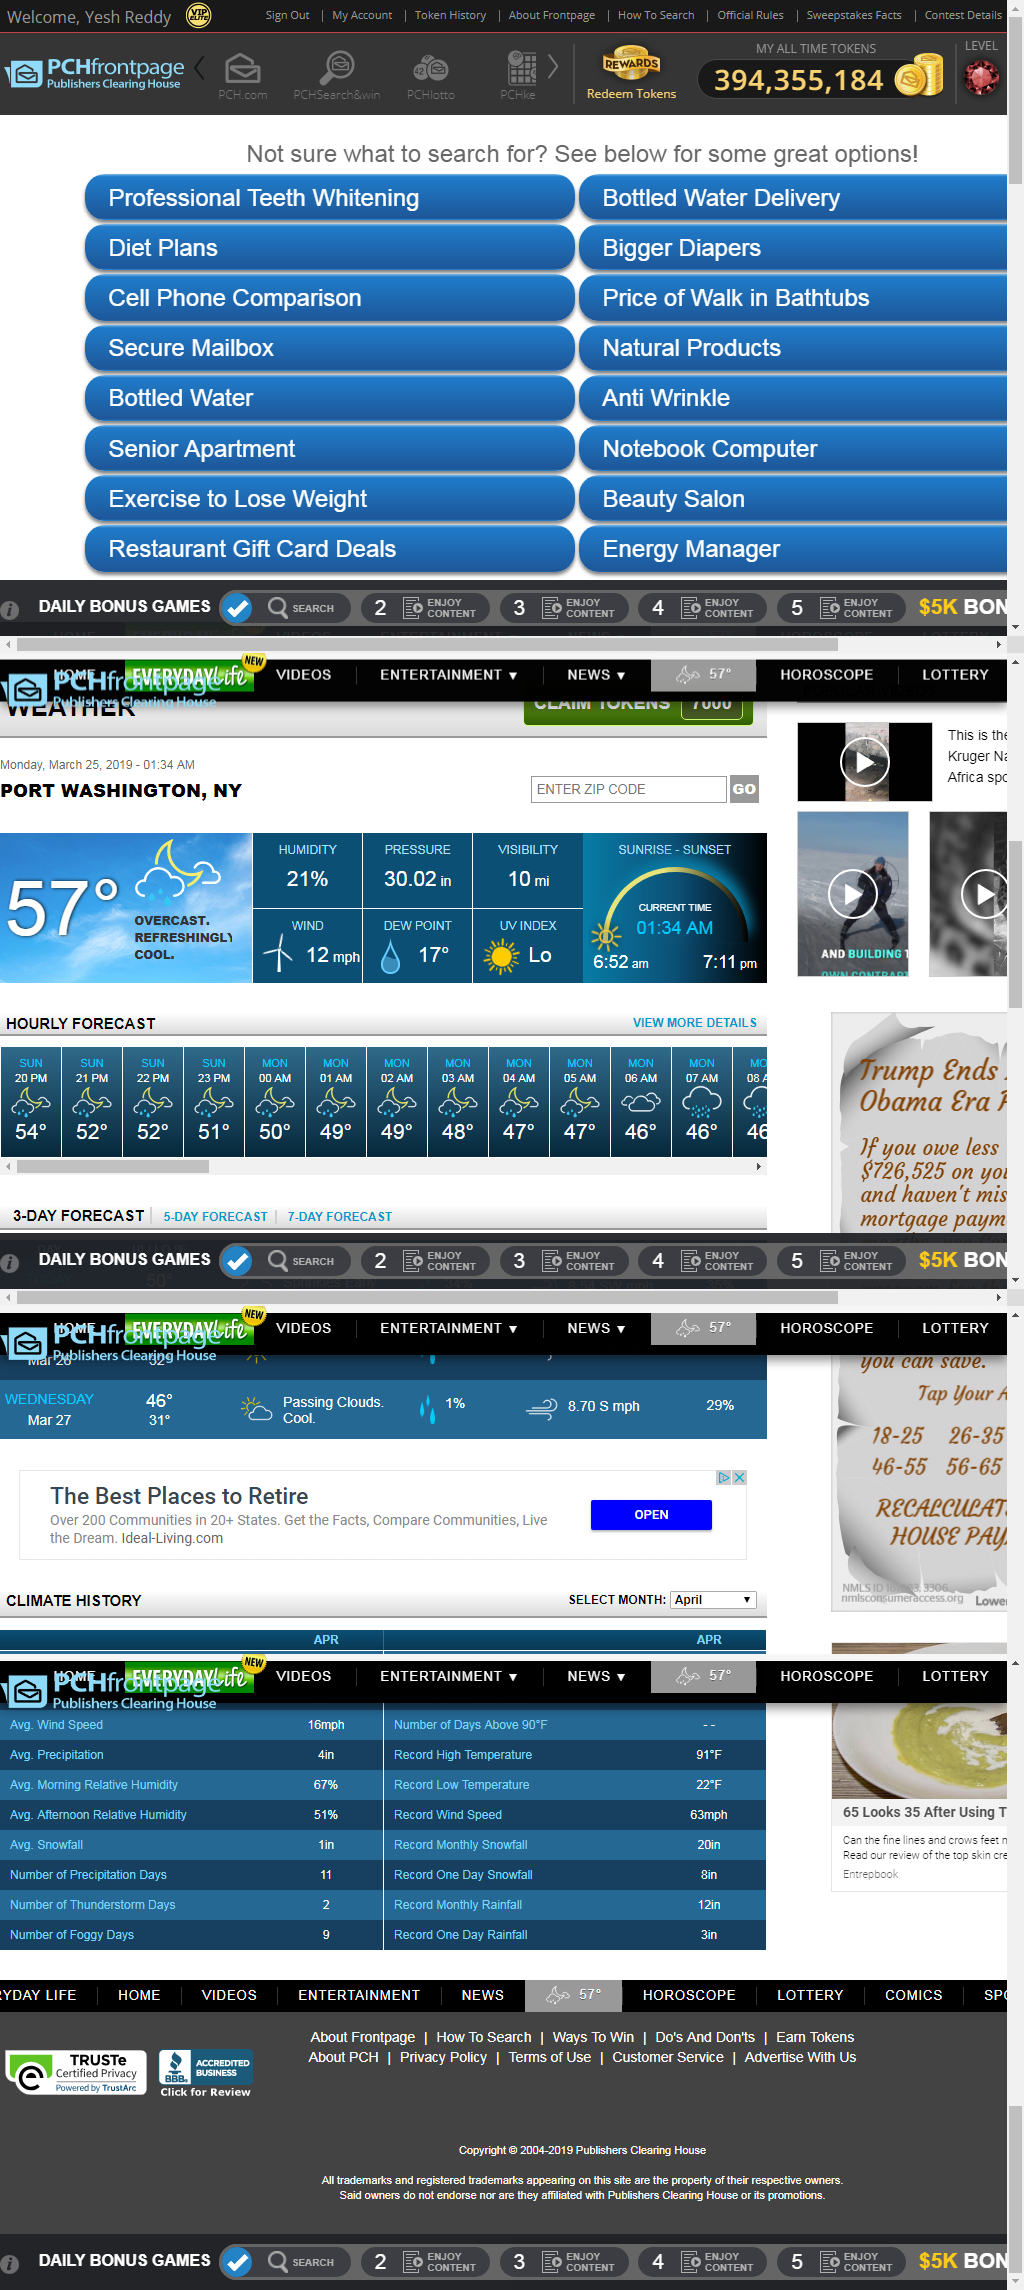 Welcome, Yesh Reddy VIP ELITE Sign Out | My Account | Token History | About Frontpage | How To Search | Official Rules | Sweepstakes Facts | Contest Details
PCHfrontpage
Publishers Clearing House
PCH.com PCHSearch&win PCHlotto PCHke
REWARDS
Redeem Tokens
MY ALL TIME TOKENS
394,355,184
LEVEL
Not sure what to search for? See below for some great options!
Professional Teeth Whitening Bottled Water Delivery
Diet Plans Bigger Diapers
Cell Phone Comparison Price of Walk in Bathtubs
Secure Mailbox Natural Products
Bottled Water Anti Wrinkle
Senior Apartment Notebook Computer
Exercise to Lose Weight Beauty Salon
Restaurant Gift Card Deals Energy Manager
DAILY BONUS GAMES SEARCH 2 ENJOY CONTENT 3 ENJOY CONTENT 4 ENJOY CONTENT 5 ENJOY CONTENT $5K BON
HOME EVERYDAY life NEW VIDEOS ENTERTAINMENT ▼ NEWS ▼ 57° HOROSCOPE LOTTERY
PCHfrontpage
Publishers Clearing House
WEATHER
CLAIM TOKENS 7000
Monday, March 25, 2019 - 01:34 AM
PORT WASHINGTON, NY
ENTER ZIP CODE GO
This is the
Kruger Na
Africa spo
57°
OVERCAST.
REFRESHINGLY
COOL.
HUMIDITY PRESSURE VISIBILITY
21% 30.02 in 10 mi
WIND DEW POINT UV INDEX
12 mph 17° Lo
SUNRISE - SUNSET
CURRENT TIME
01:34 AM
6:52 am 7:11 pm
AND BUILDING T
HOURLY FORECAST VIEW MORE DETAILS
SUN SUN SUN SUN MON MON MON MON MON MON MON MON MO
20 PM 21 PM 22 PM 23 PM 00 AM 01 AM 02 AM 03 AM 04 AM 05 AM 06 AM 07 AM 08 A
54° 52° 52° 51° 50° 49° 49° 48° 47° 47° 46° 46° 46
Trump Ends
Obama Era
If you owe less
$726,525 on you
and haven't mis
mortgage paym
3-DAY FORECAST | 5-DAY FORECAST | 7-DAY FORECAST
DAILY BONUS GAMES SEARCH 2 ENJOY CONTENT 3 ENJOY CONTENT 4 ENJOY CONTENT 5 ENJOY CONTENT $5K BON
HOME EVERYDAY life NEW VIDEOS ENTERTAINMENT ▼ NEWS ▼ 57° HOROSCOPE LOTTERY
PCHfrontpage
Publishers Clearing House
Mar 26 32°
WEDNESDAY
Mar 27
46°
31°
Passing Clouds.
Cool.
1% 8.70 S mph 29%
you can save.
Tap Your A
18-25 26-35
46-55 56-65
RECALCULAT
HOUSE PAY
NMLS ID
nmlsconsumeraccess.org Lower
The Best Places to Retire
Over 200 Communities in 20+ States. Get the Facts, Compare Communities, Live
the Dream. Ideal-Living.com
OPEN
CLIMATE HISTORY SELECT MONTH: April
APR APR
HOME EVERYDAY life NEW VIDEOS ENTERTAINMENT ▼ NEWS ▼ 57° HOROSCOPE LOTTERY
PCHfrontpage
Publishers Clearing House
Avg. Wind Speed 16mph Number of Days Above 90°F - -
Avg. Precipitation 4in Record High Temperature 91°F
Avg. Morning Relative Humidity 67% Record Low Temperature 22°F
Avg. Afternoon Relative Humidity 51% Record Wind Speed 63mph
Avg. Snowfall 1in Record Monthly Snowfall 20in
Number of Precipitation Days 11 Record One Day Snowfall 8in
Number of Thunderstorm Days 2 Record Monthly Rainfall 12in
Number of Foggy Days 9 Record One Day Rainfall 3in
65 Looks 35 After Using T
Can the fine lines and crows feet n
Read our review of the top skin cre
Entrepbook
RYDAY LIFE HOME VIDEOS ENTERTAINMENT NEWS 57° HOROSCOPE LOTTERY COMICS SPO
About Frontpage | How To Search | Ways To Win | Do's And Don'ts | Earn Tokens
About PCH | Privacy Policy | Terms of Use | Customer Service | Advertise With Us
TRUSTe
Certified Privacy
Powered by TrustArc
BBB. ACCREDITED BUSINESS
Click for Review
Copyright © 2004-2019 Publishers Clearing House
All trademarks and registered trademarks appearing on this site are the property of their respective owners.
Said owners do not endorse nor are they affiliated with Publishers Clearing House or its promotions.
DAILY BONUS GAMES SEARCH 2 ENJOY CONTENT 3 ENJOY CONTENT 4 ENJOY CONTENT 5 ENJOY CONTENT $5K BON